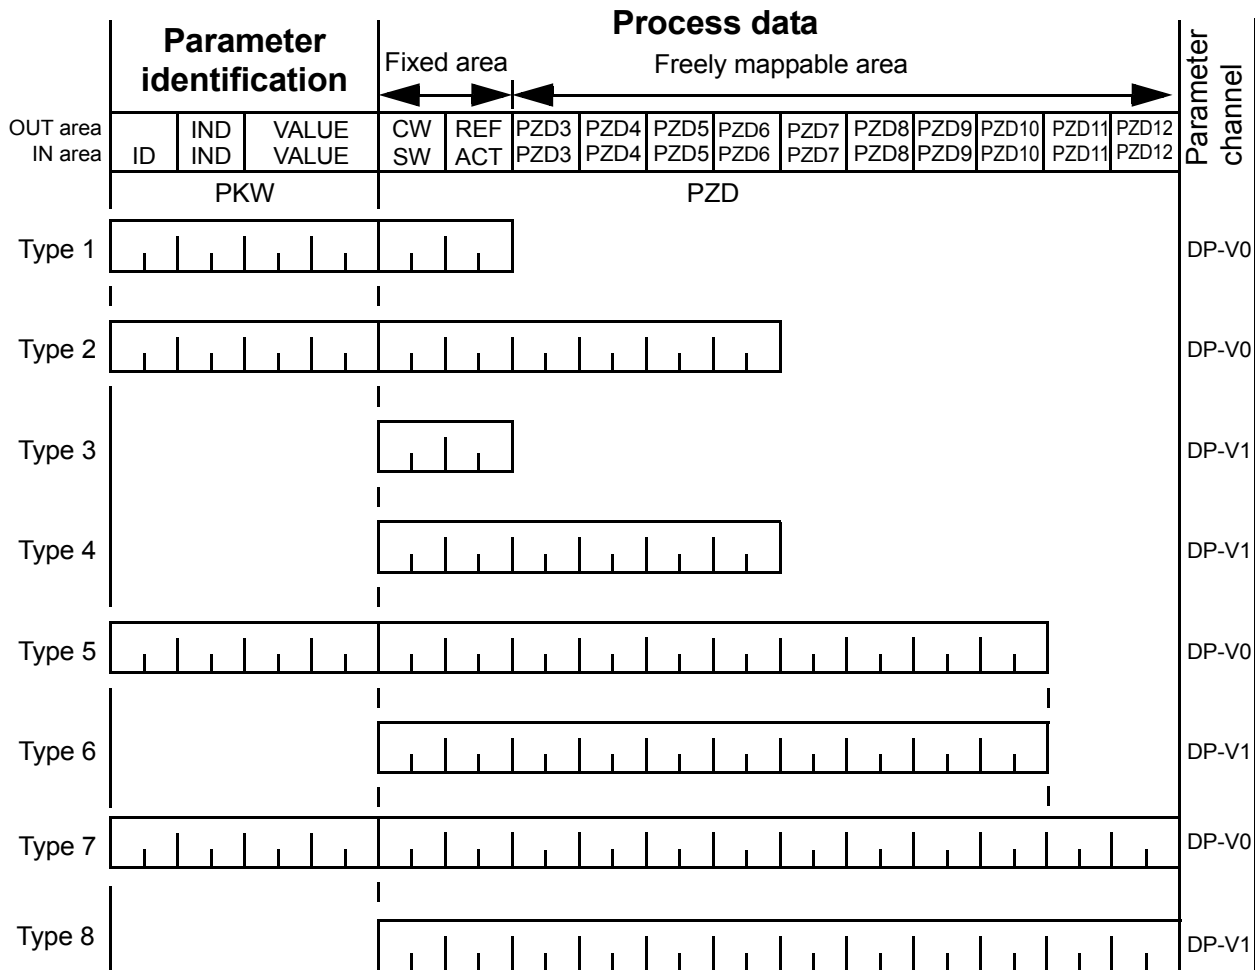 Process data
Parameter
identification
Fixed area
Freely mappable area
Parameter
channel
OUT area IND VALUE CW REF PZD3 PZD4 PZD5 PZD6 PZD7 PZD8 PZD9 PZD10 PZD11 PZD12
IN area ID IND VALUE SW ACT PZD3 PZD4 PZD5 PZD6 PZD7 PZD8 PZD9 PZD10 PZD11 PZD12
PKW PZD
Type 1 DP-V0
Type 2 DP-V0
Type 3 DP-V1
Type 4 DP-V1
Type 5 DP-V0
Type 6 DP-V1
Type 7 DP-V0
Type 8 DP-V1